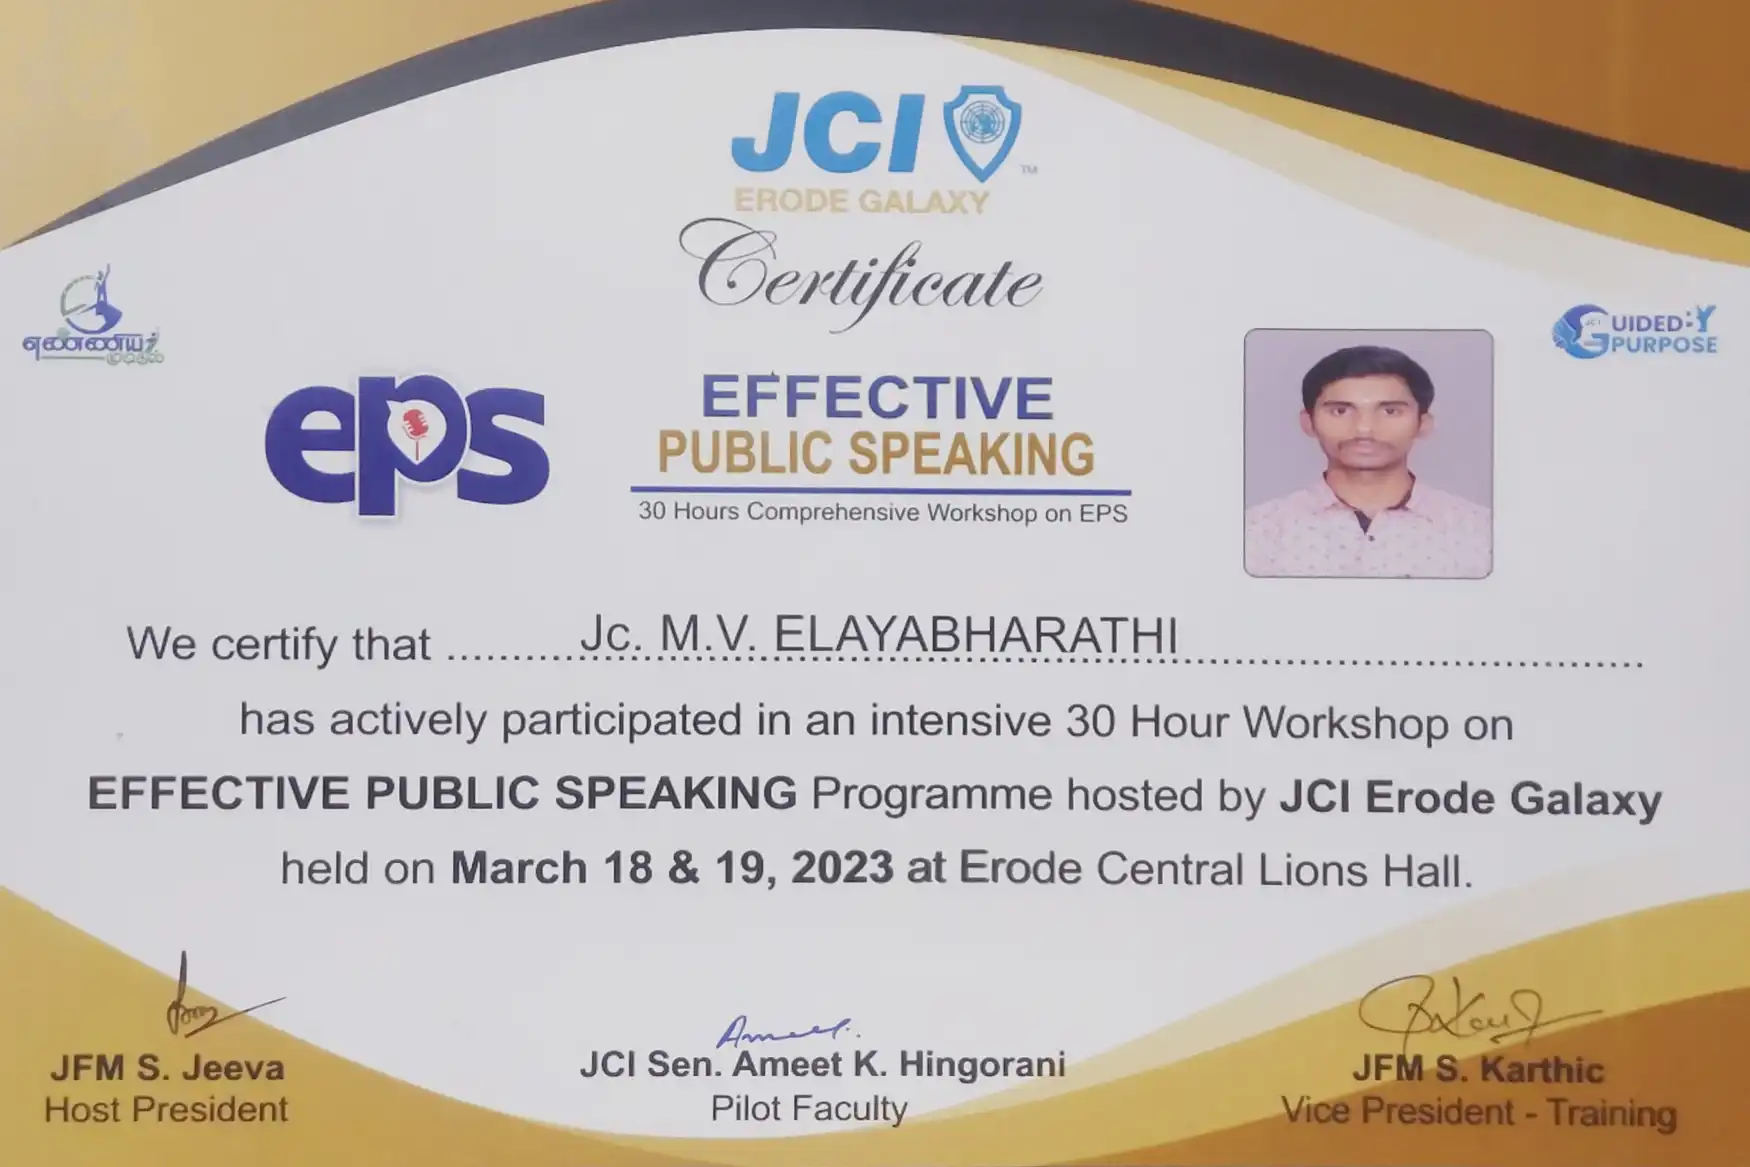 JCI
TM
ERODE GALAXY
Certificate
எண்ணிய
முடிதல்
JCI
GUIDED BY
PURPOSE
eps
EFFECTIVE
PUBLIC SPEAKING
30 Hours Comprehensive Workshop on EPS
We certify that ..........Jc. M.V. ELAYABHARATHI..........
has actively participated in an intensive 30 Hour Workshop on
EFFECTIVE PUBLIC SPEAKING Programme hosted by JCI Erode Galaxy
held on March 18 & 19, 2023 at Erode Central Lions Hall.
Ameet.
JFM S. Jeeva
Host President
JCI Sen. Ameet K. Hingorani
Pilot Faculty
JFM S. Karthic
Vice President - Training